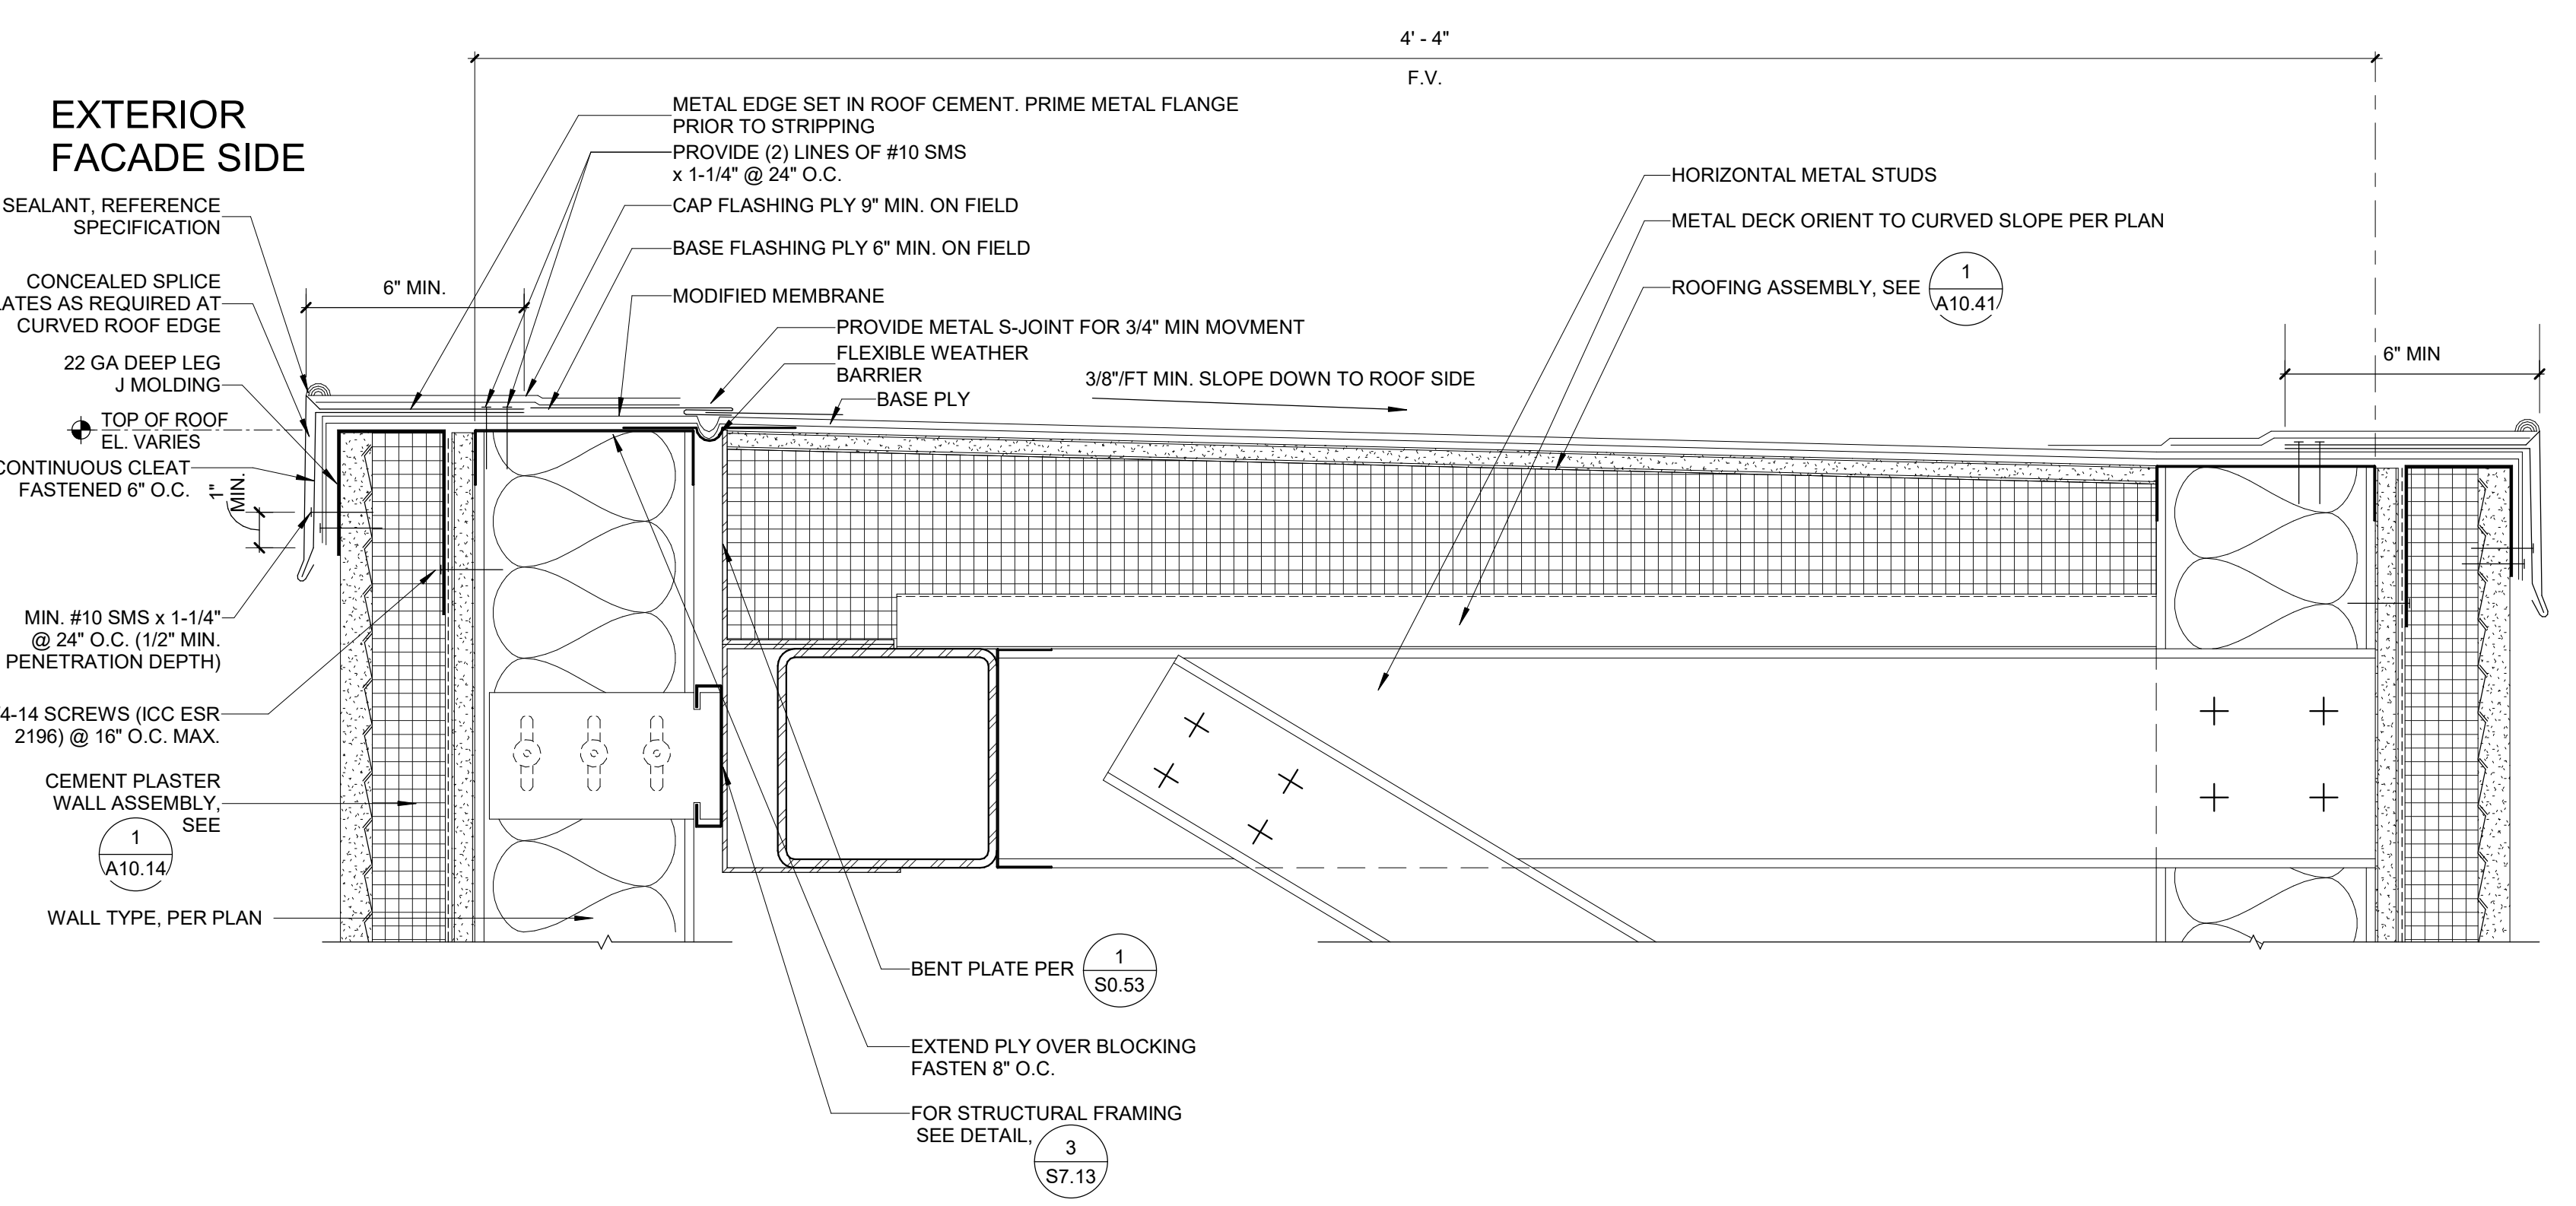 4' - 4"
F.V.
EXTERIOR
FACADE SIDE
METAL EDGE SET IN ROOF CEMENT. PRIME METAL FLANGE
PRIOR TO STRIPPING
PROVIDE (2) LINES OF #10 SMS
x 1-1/4" @ 24" O.C.
CAP FLASHING PLY 9" MIN. ON FIELD
BASE FLASHING PLY 6" MIN. ON FIELD
MODIFIED MEMBRANE
PROVIDE METAL S-JOINT FOR 3/4" MIN MOVMENT
FLEXIBLE WEATHER
BARRIER
BASE PLY
3/8"/FT MIN. SLOPE DOWN TO ROOF SIDE
HORIZONTAL METAL STUDS
METAL DECK ORIENT TO CURVED SLOPE PER PLAN
ROOFING ASSEMBLY, SEE
1
A10.41
6" MIN
SEALANT, REFERENCE
SPECIFICATION
6" MIN.
CONCEALED SPLICE
LATES AS REQUIRED AT
CURVED ROOF EDGE
22 GA DEEP LEG
J MOLDING
TOP OF ROOF
EL. VARIES
CONTINUOUS CLEAT
FASTENED 6" O.C.
1"
MIN.
MIN. #10 SMS x 1-1/4"
@ 24" O.C. (1/2" MIN.
PENETRATION DEPTH)
/4-14 SCREWS (ICC ESR
2196) @ 16" O.C. MAX.
CEMENT PLASTER
WALL ASSEMBLY,
SEE
1
A10.14
WALL TYPE, PER PLAN
BENT PLATE PER
1
S0.53
EXTEND PLY OVER BLOCKING
FASTEN 8" O.C.
FOR STRUCTURAL FRAMING
SEE DETAIL,
3
S7.13